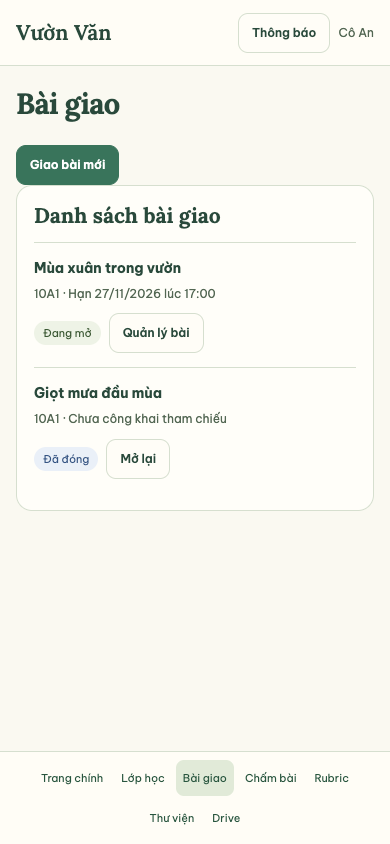 Vườn Văn
Thông báo
Cô An
Bài giao
Giao bài mới
Danh sách bài giao
Mùa xuân trong vườn
10A1 · Hạn 27/11/2026 lúc 17:00
Đang mở
Quản lý bài
Giọt mưa đầu mùa
10A1 · Chưa công khai tham chiếu
Đã đóng
Mở lại
Trang chính
Lớp học
Bài giao
Chấm bài
Rubric
Thư viện
Drive